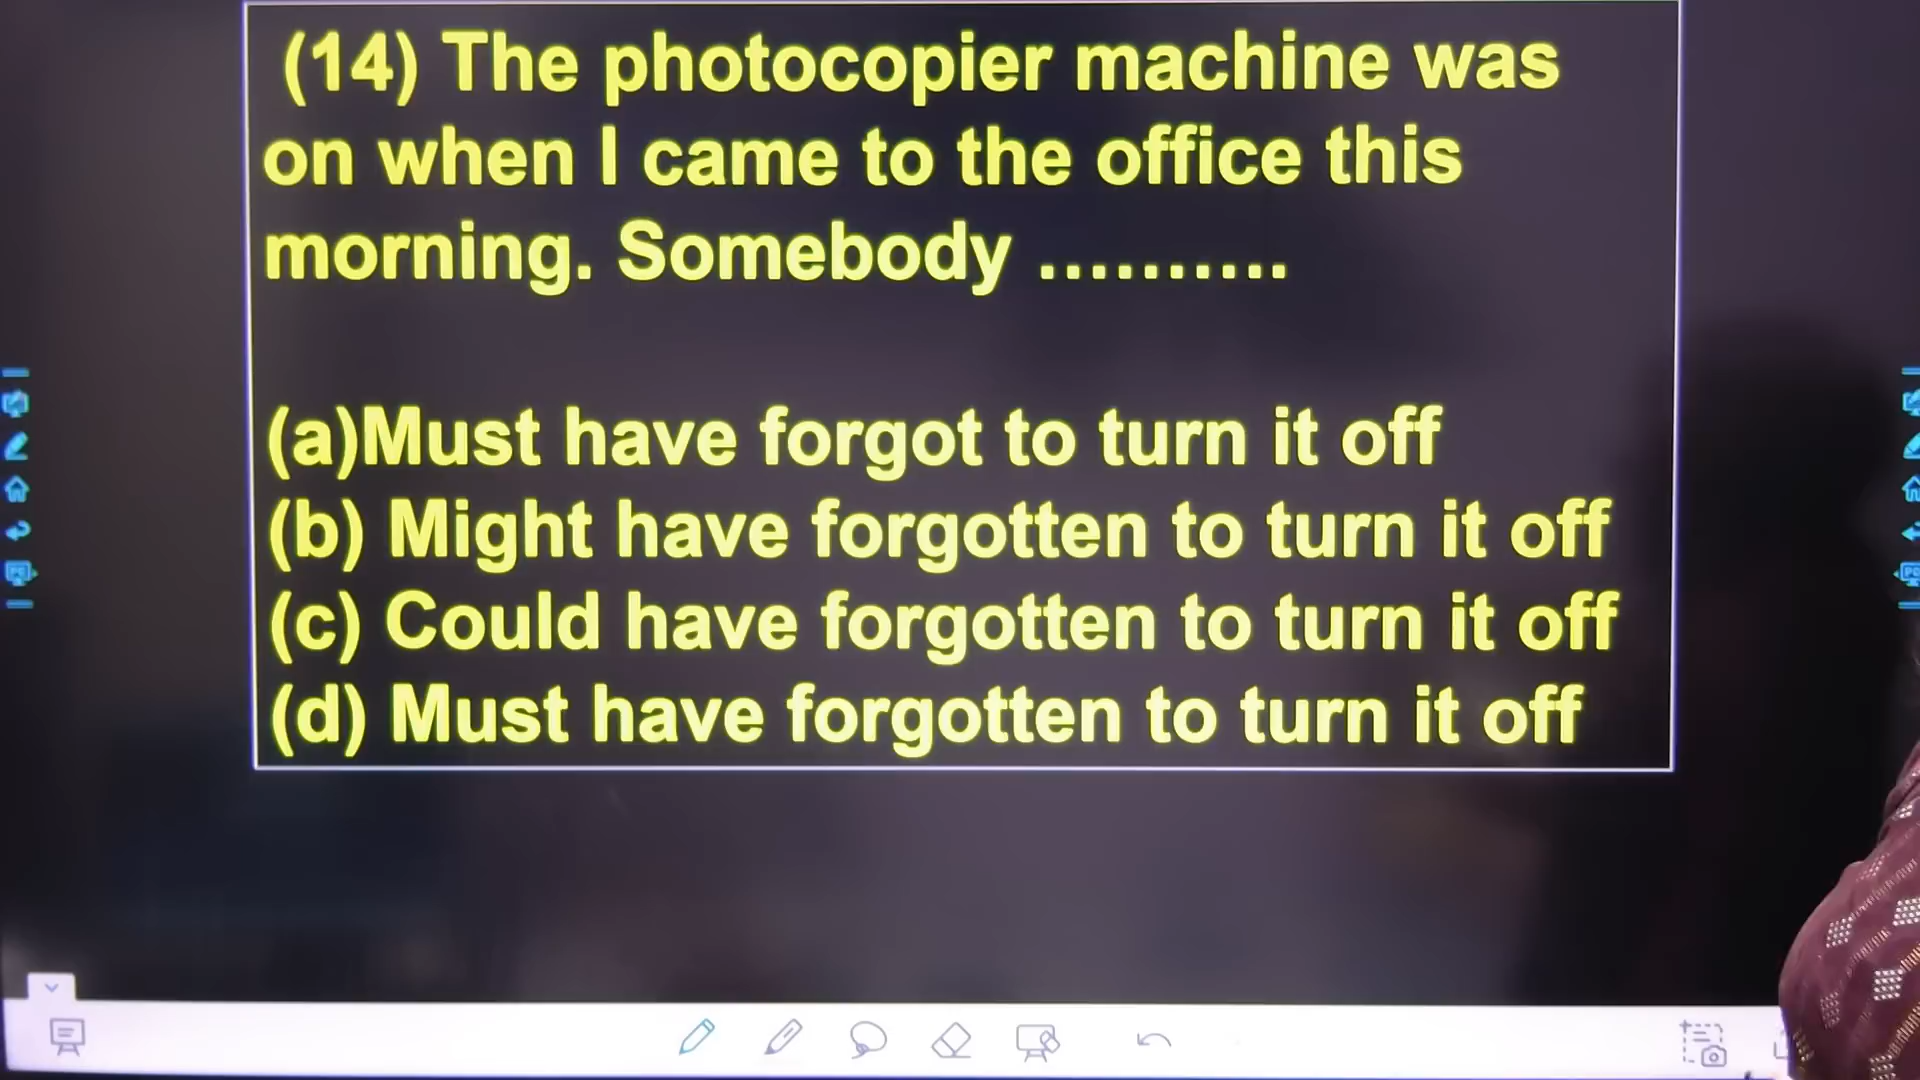 (14) The photocopier machine was
on when I came to the office this
morning. Somebody ..........
(a)Must have forgot to turn it off
(b) Might have forgotten to turn it off
(c) Could have forgotten to turn it off
(d) Must have forgotten to turn it off